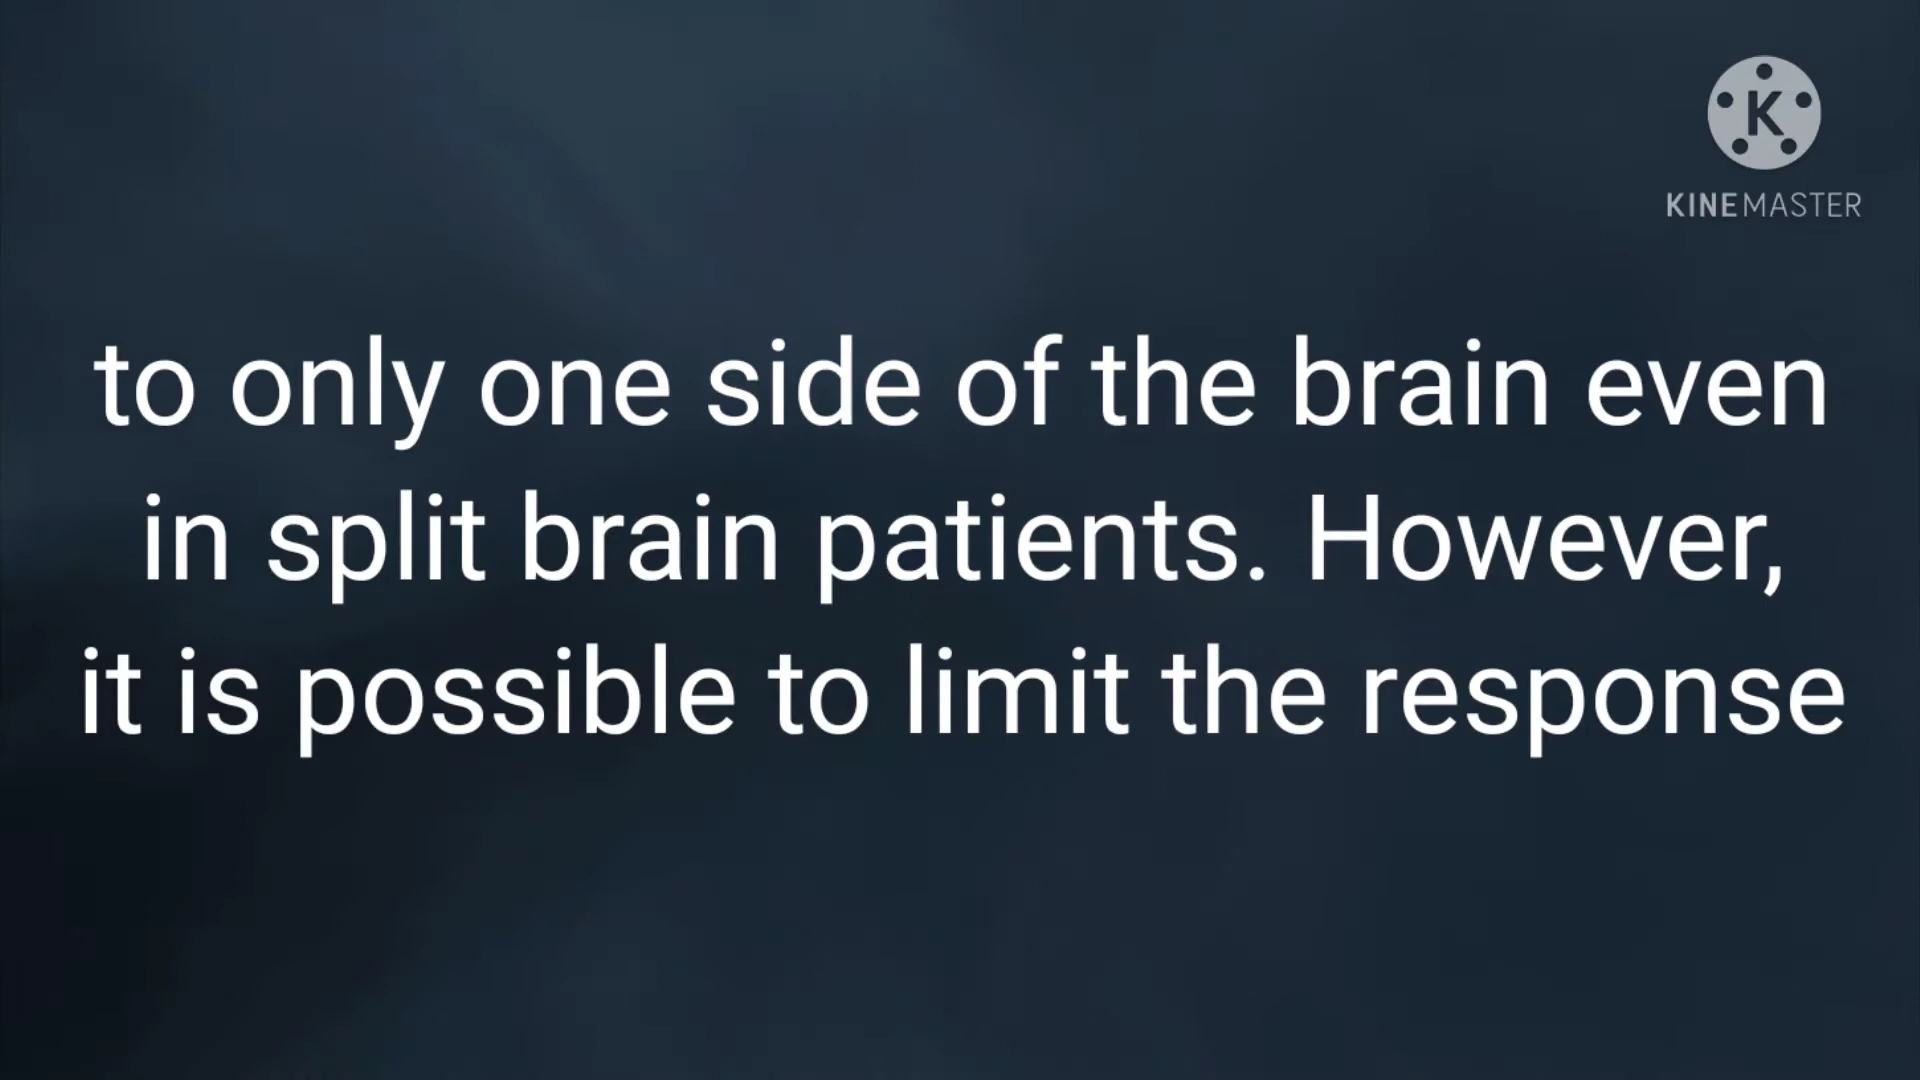 K
KINEMASTER
to only one side of the brain even
in split brain patients. However,
it is possible to limit the response